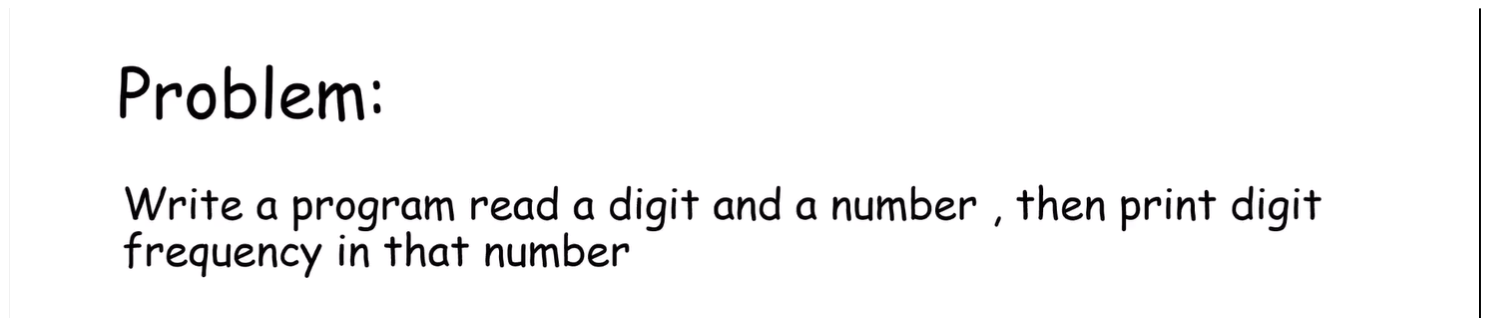 Problem:
Write a program read a digit and a number , then print digit
frequency in that number